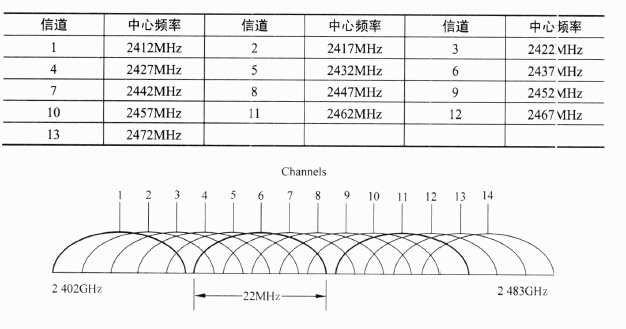 信道 中心频率 信道 中心频率 信道 中心频率
1 2412MHz 2 2417MHz 3 2422MHz
4 2427MHz 5 2432MHz 6 2437MHz
7 2442MHz 8 2447MHz 9 2452MHz
10 2457MHz 11 2462MHz 12 2467MHz
13 2472MHz
Channels
1 2 3 4 5 6 7 8 9 10 11 12 13 14
2 402GHz 22MHz 2 483GHz